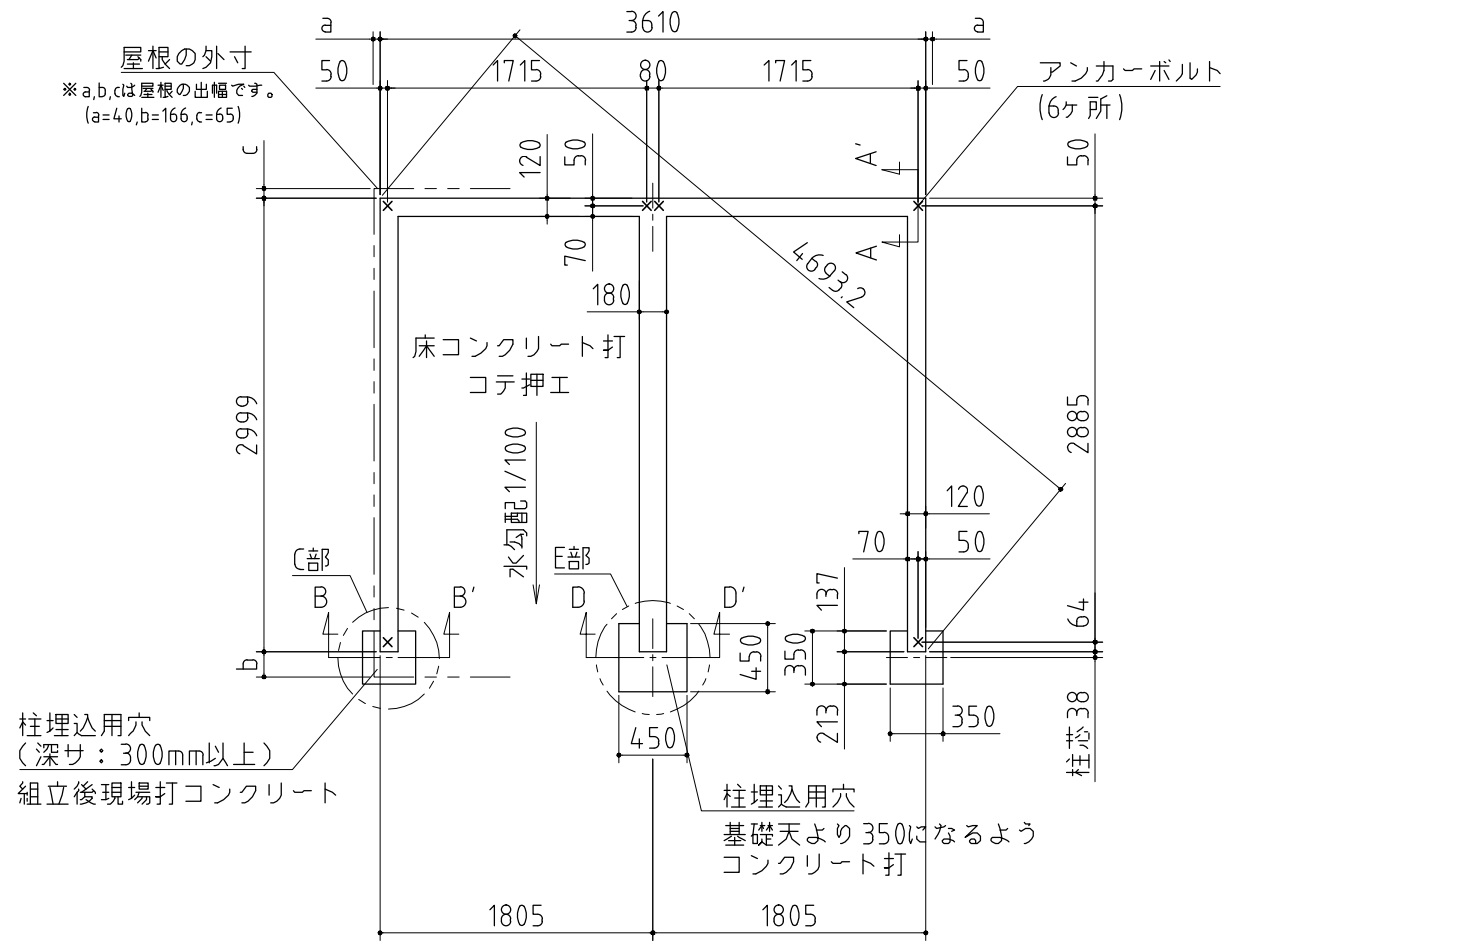 a 3610 a
50 1715 80 1715 50
屋根の外寸
※a,b,cは屋根の出幅です。
(a=40,b=166,c=65)
アンカーボルト
(6ヶ所)
c
120
50
A'
50
70
A
4693.2
180
床コンクリート打
コテ押エ
2999
2885
水勾配1/100
120
70 50
C部
E部
B B'
D D'
137
64
b
450
350
柱埋込用穴
(深サ：300mm以上)
組立後現場打コンクリート
450
213
350
柱芯38
柱埋込用穴
基礎天より350になるよう
コンクリート打
1805 1805